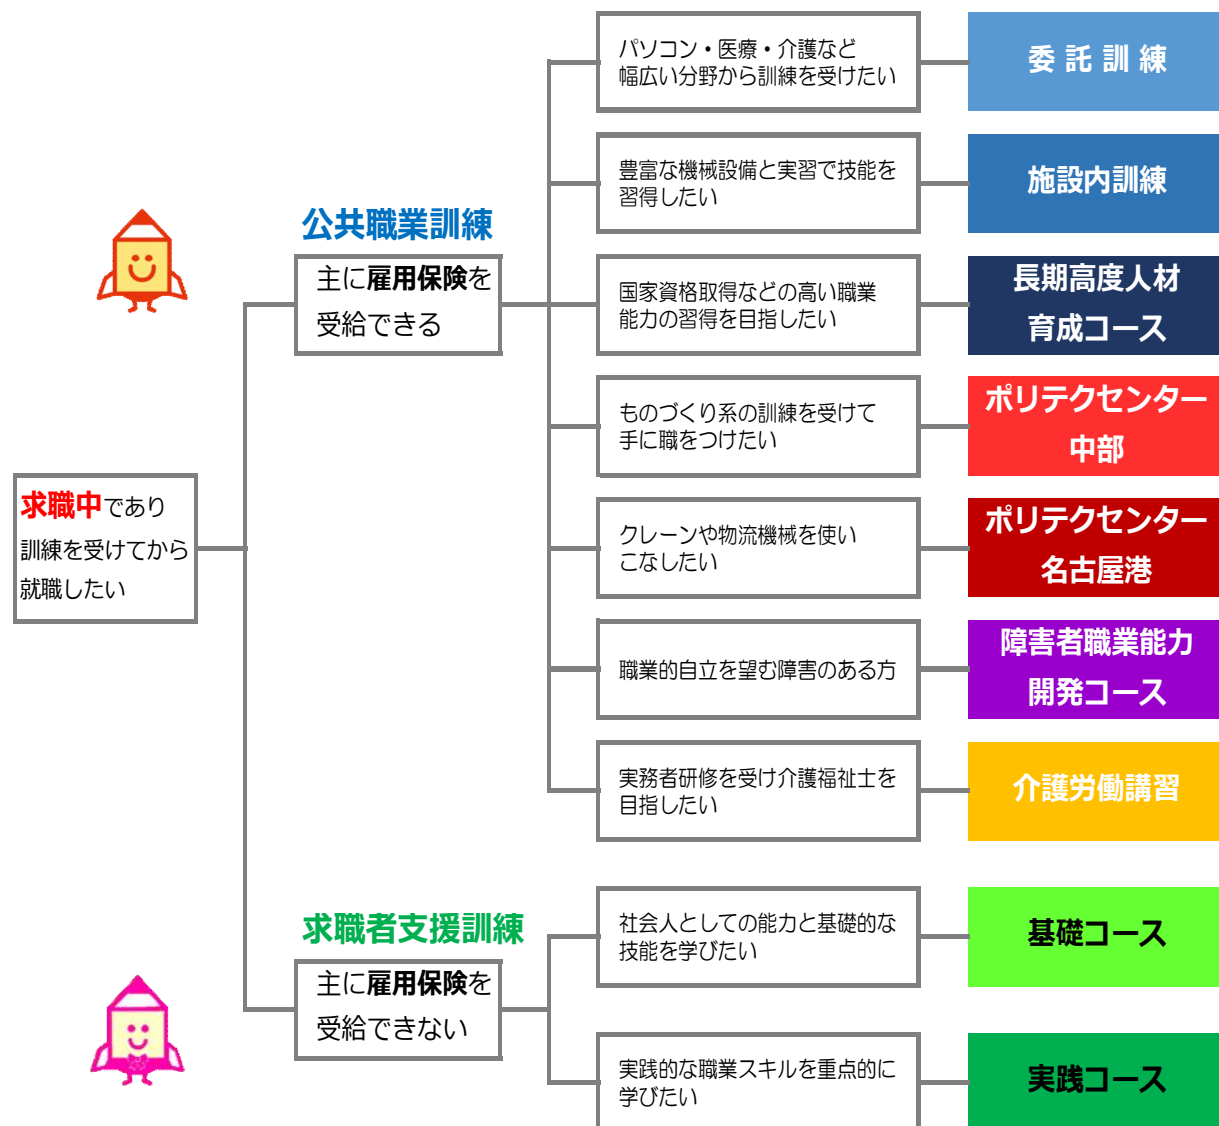 求職中であり
訓練を受けてから
就職したい
公共職業訓練
主に雇用保険を
受給できる
パソコン・医療・介護など
幅広い分野から訓練を受けたい
委託訓練
豊富な機械設備と実習で技能を
習得したい
施設内訓練
国家資格取得などの高い職業
能力の習得を目指したい
長期高度人材
育成コース
ものづくり系の訓練を受けて
手に職をつけたい
ポリテクセンター
中部
クレーンや物流機械を使い
こなしたい
ポリテクセンター
名古屋港
職業的自立を望む障害のある方
障害者職業能力
開発コース
実務者研修を受け介護福祉士を
目指したい
介護労働講習
求職者支援訓練
主に雇用保険を
受給できない
社会人としての能力と基礎的な
技能を学びたい
基礎コース
実践的な職業スキルを重点的に
学びたい
実践コース